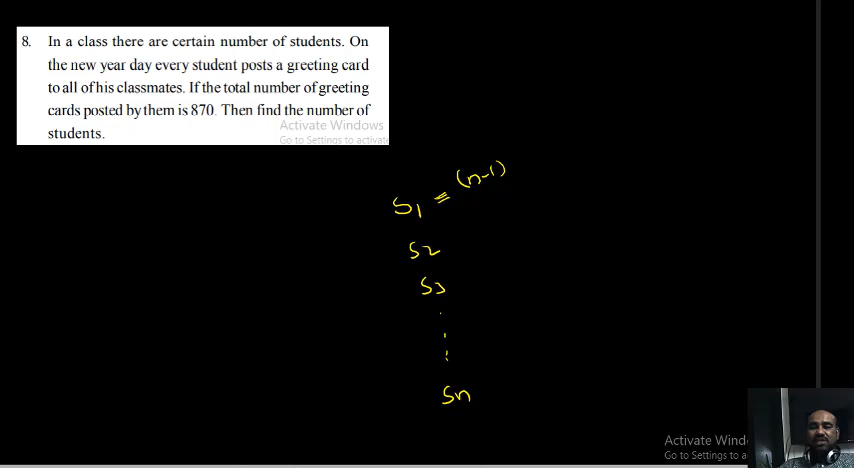 8. In a class there are certain number of students. On
the new year day every student posts a greeting card
to all of his classmates. If the total number of greeting
cards posted by them is 870. Then find the number of
students.
Activate Windows
Go to Settings to activate
S1 = (n-1)
S2
S3
Sn
Activate Wind
Go to Settings to a